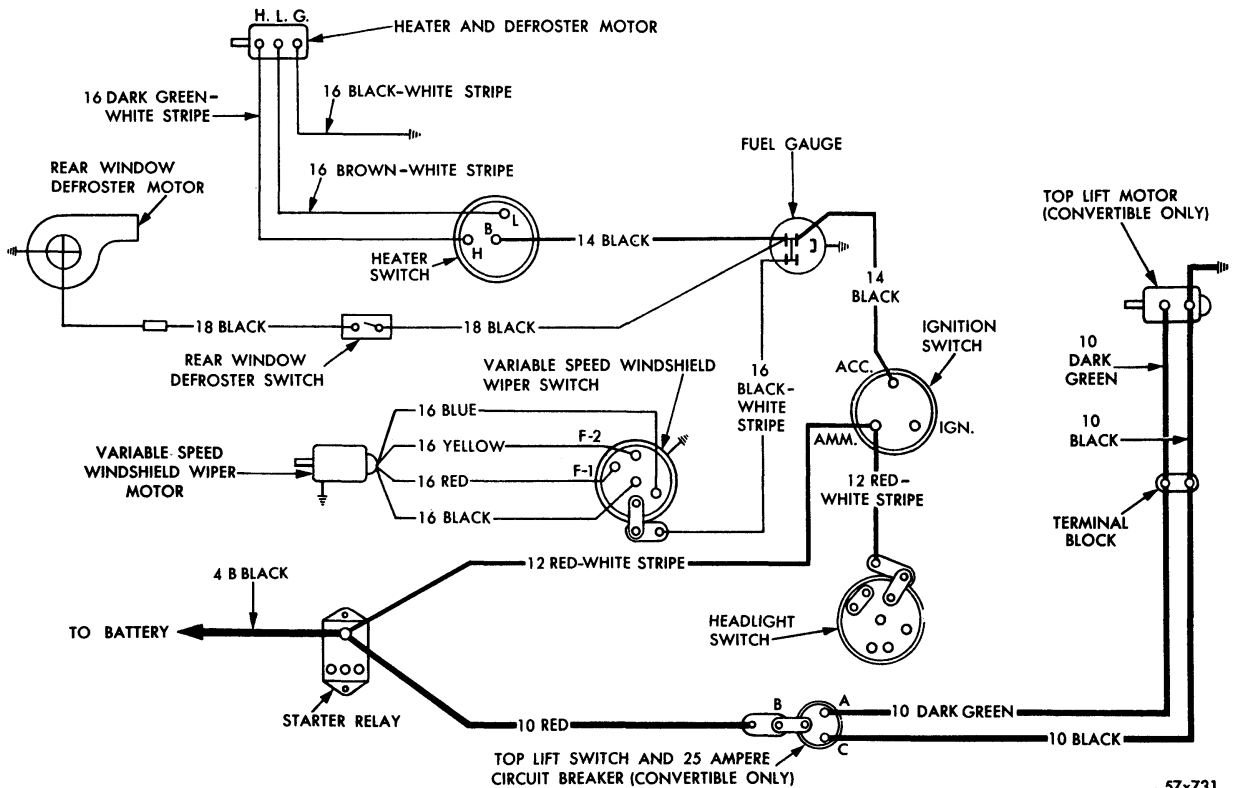 H. L. G.
HEATER AND DEFROSTER MOTOR
16 DARK GREEN-
WHITE STRIPE
16 BLACK-WHITE STRIPE
FUEL GAUGE
REAR WINDOW
DEFROSTER MOTOR
16 BROWN-WHITE STRIPE
TOP LIFT MOTOR
(CONVERTIBLE ONLY)
L
B
H
14 BLACK
HEATER
SWITCH
14
BLACK
18 BLACK
18 BLACK
IGNITION
SWITCH
10
DARK
GREEN
REAR WINDOW
DEFROSTER SWITCH
VARIABLE SPEED WINDSHIELD
WIPER SWITCH
16
BLACK-
WHITE
STRIPE
ACC.
16 BLUE
F-2
16 YELLOW
AMM.
IGN.
10
BLACK
VARIABLE SPEED
WINDSHIELD WIPER
MOTOR
F-1
16 RED
12 RED-
WHITE STRIPE
16 BLACK
TERMINAL
BLOCK
12 RED-WHITE STRIPE
4 B BLACK
TO BATTERY
HEADLIGHT
SWITCH
STARTER RELAY
10 RED
B
A
10 DARK GREEN
C
10 BLACK
TOP LIFT SWITCH AND 25 AMPERE
CIRCUIT BREAKER (CONVERTIBLE ONLY)
57x731